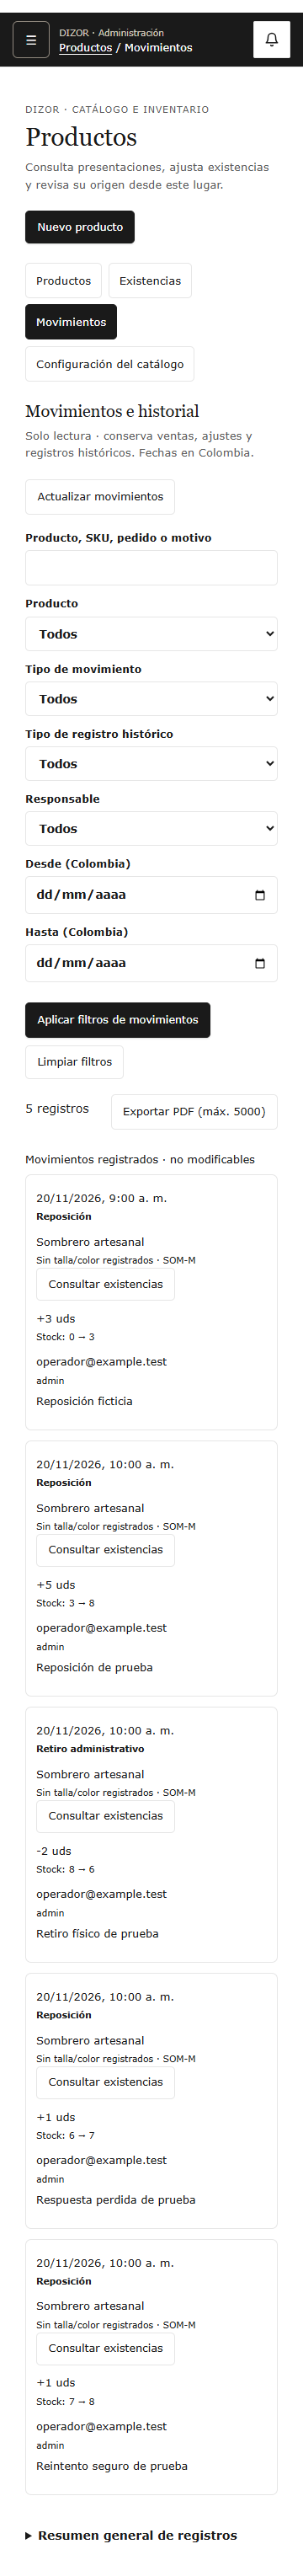 ☰
DIZOR · Administración
Productos / Movimientos
DIZOR · CATÁLOGO E INVENTARIO
Productos
Consulta presentaciones, ajusta existencias
y revisa su origen desde este lugar.
Nuevo producto
Productos
Existencias
Movimientos
Configuración del catálogo
Movimientos e historial
Solo lectura · conserva ventas, ajustes y
registros históricos. Fechas en Colombia.
Actualizar movimientos
Producto, SKU, pedido o motivo
Producto
Todos
Tipo de movimiento
Todos
Tipo de registro histórico
Todos
Responsable
Todos
Desde (Colombia)
dd/mm/aaaa
Hasta (Colombia)
dd/mm/aaaa
Aplicar filtros de movimientos
Limpiar filtros
5 registros
Exportar PDF (máx. 5000)
Movimientos registrados · no modificables
20/11/2026, 9:00 a. m.
Reposición
Sombrero artesanal
Sin talla/color registrados · SOM-M
Consultar existencias
+3 uds
Stock: 0 → 3
operador@example.test
admin
Reposición ficticia
20/11/2026, 10:00 a. m.
Reposición
Sombrero artesanal
Sin talla/color registrados · SOM-M
Consultar existencias
+5 uds
Stock: 3 → 8
operador@example.test
admin
Reposición de prueba
20/11/2026, 10:00 a. m.
Retiro administrativo
Sombrero artesanal
Sin talla/color registrados · SOM-M
Consultar existencias
-2 uds
Stock: 8 → 6
operador@example.test
admin
Retiro físico de prueba
20/11/2026, 10:00 a. m.
Reposición
Sombrero artesanal
Sin talla/color registrados · SOM-M
Consultar existencias
+1 uds
Stock: 6 → 7
operador@example.test
admin
Respuesta perdida de prueba
20/11/2026, 10:00 a. m.
Reposición
Sombrero artesanal
Sin talla/color registrados · SOM-M
Consultar existencias
+1 uds
Stock: 7 → 8
operador@example.test
admin
Reintento seguro de prueba
▶ Resumen general de registros